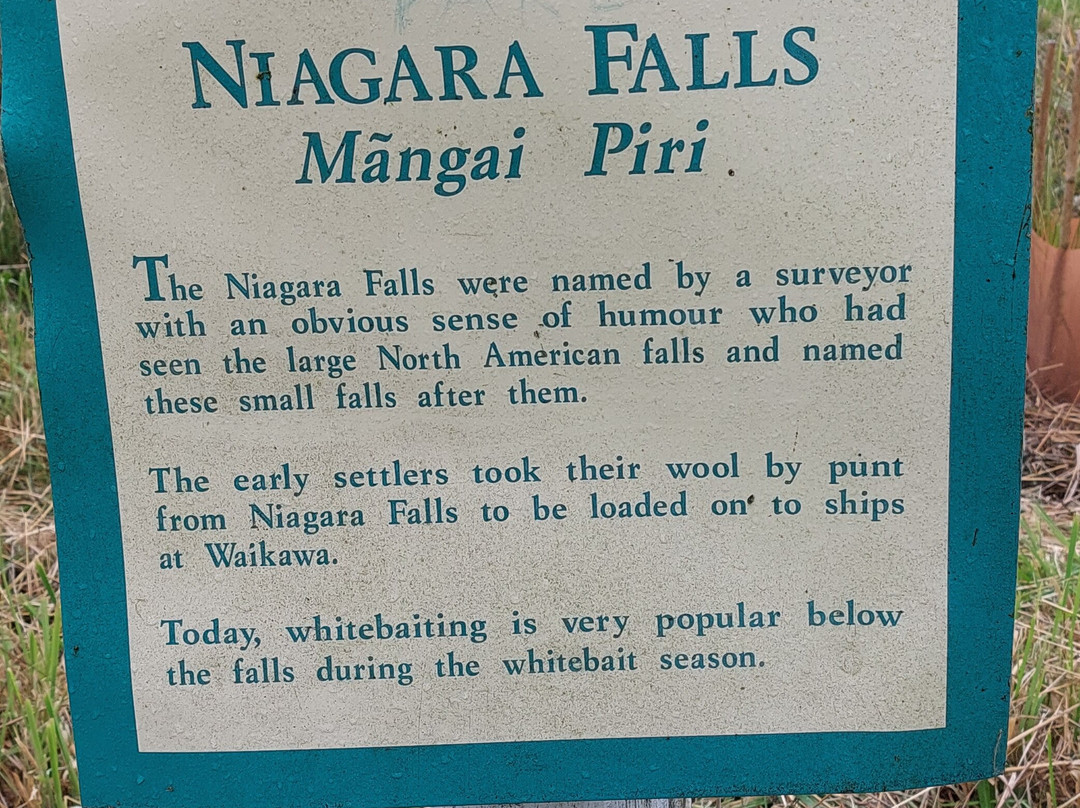 NIAGARA FALLS
Mãngai Piri
The Niagara Falls were named by a surveyor
with an obvious sense of humour who had
seen the large North American falls and named
these small falls after them.
The early settlers took their wool by punt
from Niagara Falls to be loaded on to ships
at Waikawa.
Today, whitebaiting is very popular below
the falls during the whitebait season.